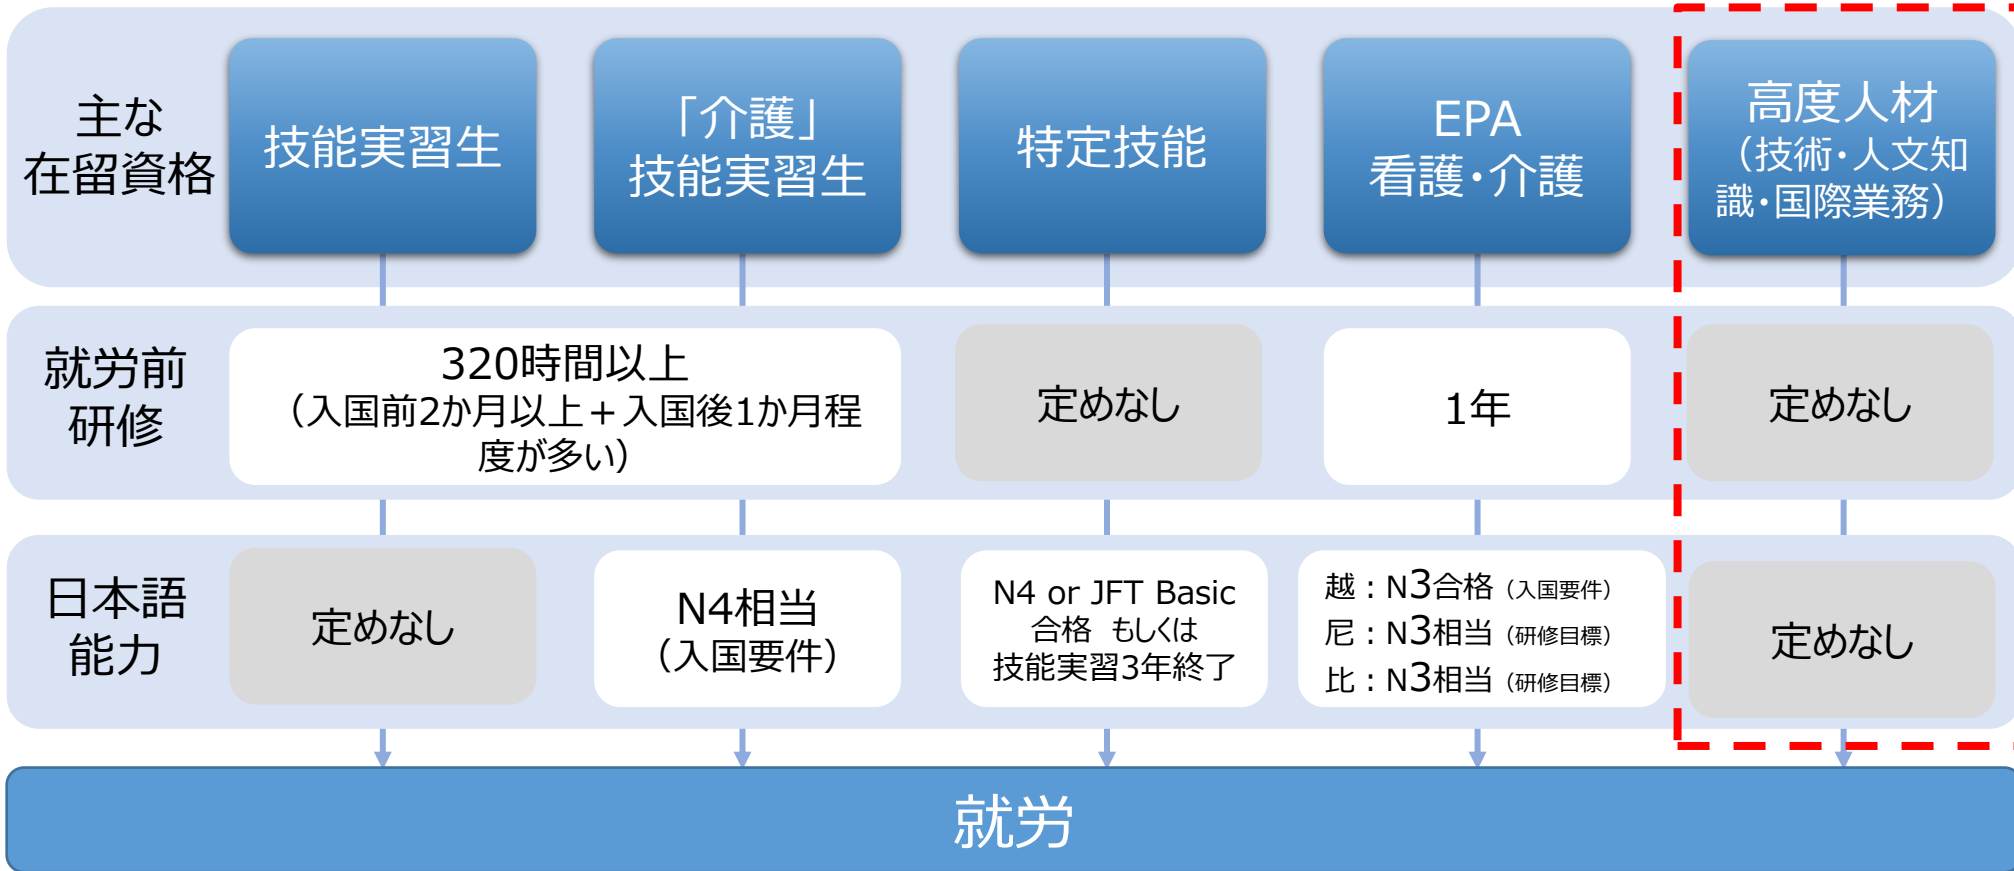 主な
在留資格
技能実習生
「介護」
技能実習生
特定技能
EPA
看護・介護
高度人材
（技術・人文知
識・国際業務）
就労前
研修
320時間以上
（入国前2か月以上＋入国後1か月程
度が多い）
定めなし
1年
定めなし
日本語
能力
定めなし
N4相当
（入国要件）
N4 or JFT Basic
合格 もしくは
技能実習3年終了
越：N3合格（入国要件）
尼：N3相当（研修目標）
比：N3相当（研修目標）
定めなし
就労